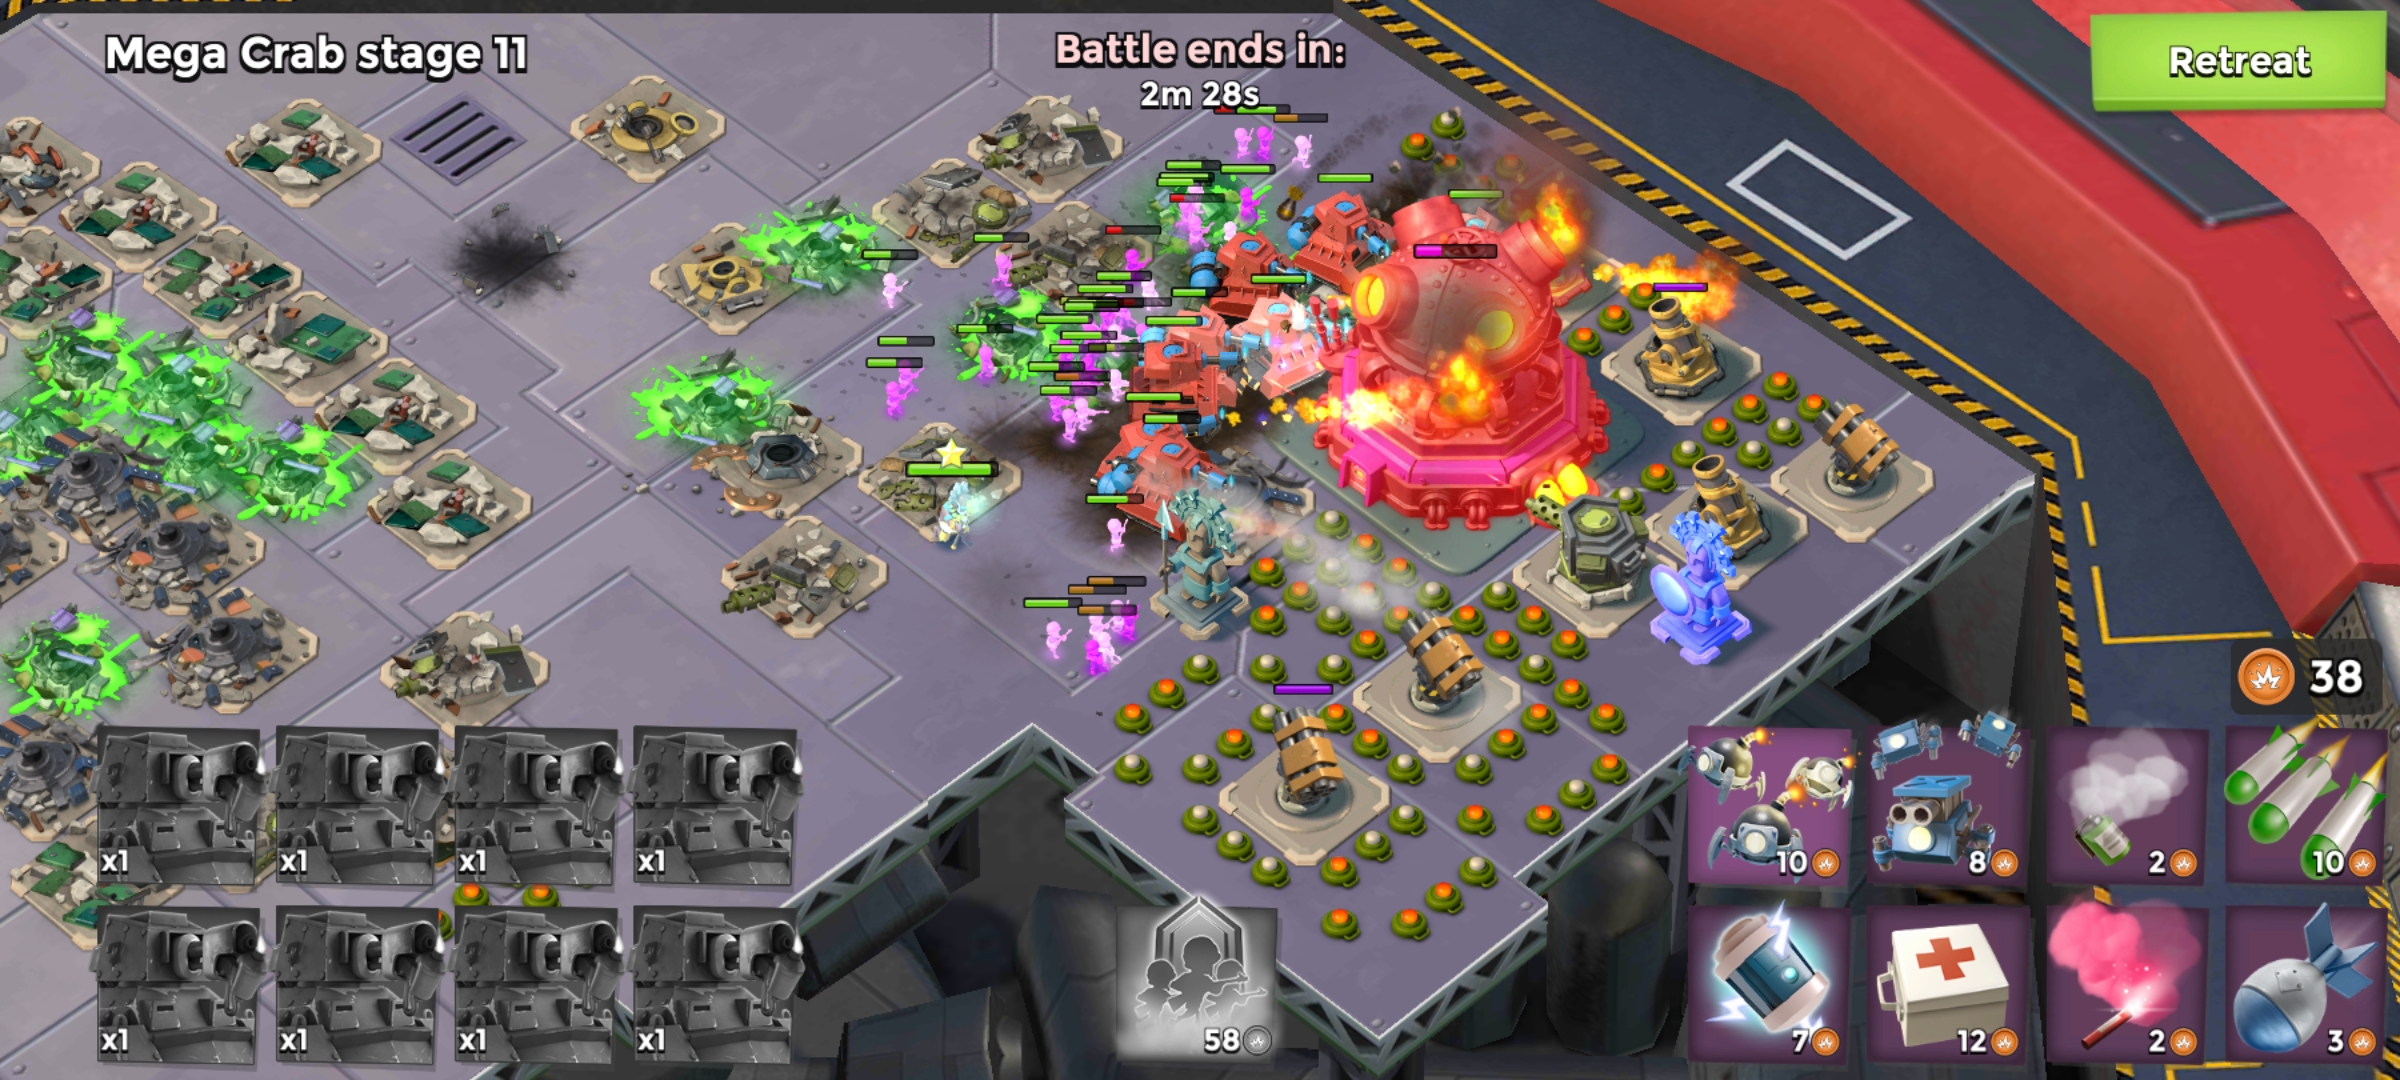 Mega Crab stage 11
Battle ends in:
2m 28s
Retreat
38
x1
x1
x1
x1
10
8
2
10
x1
x1
x1
x1
58
7
12
2
3